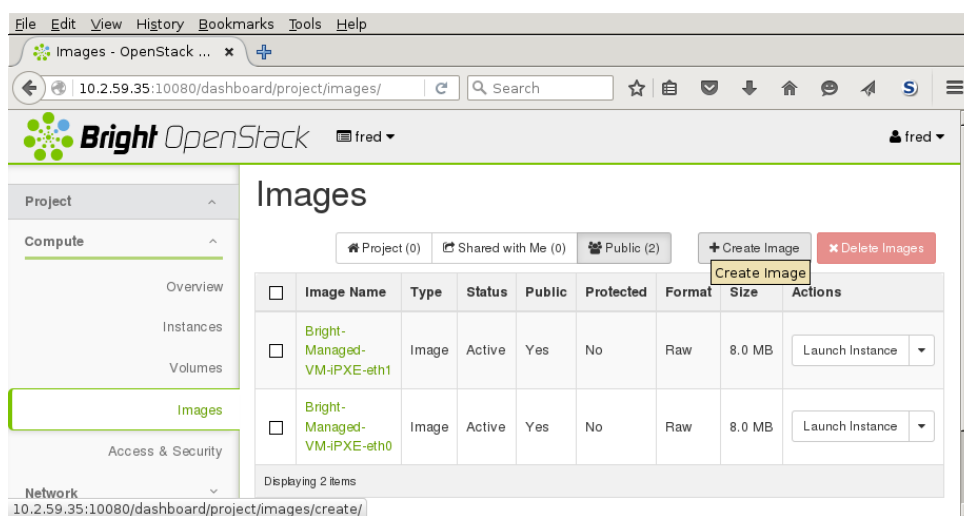 File Edit View History Bookmarks Tools Help
Images - OpenStack ...
10.2.59.35:10080/dashboard/project/images/
Search
S)
Bright OpenStack
fred
fred
Project
Images
Compute
Project (0) Shared with Me (0) Public (2) Create Image Delete Images
Create Image
Overview
Image Name Type Status Public Protected Format Size Actions
Instances
Bright-
Managed-
VM-iPXE-eth1
Image Active Yes No Raw 8.0 MB Launch Instance
Volumes
Images
Bright-
Managed-
VM-iPXE-eth0
Image Active Yes No Raw 8.0 MB Launch Instance
Access & Security
Displaying 2 items
Network
10.2.59.35:10080/dashboard/project/images/create/